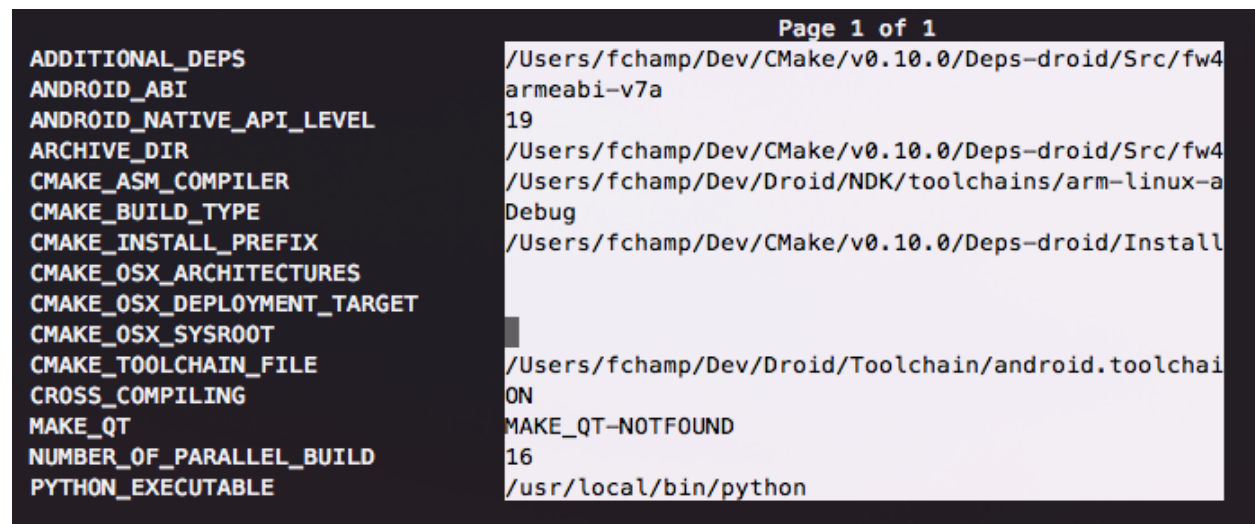 Page 1 of 1
ADDITIONAL_DEPS /Users/fchamp/Dev/CMake/v0.10.0/Deps-droid/Src/fw4
ANDROID_ABI armeabi-v7a
ANDROID_NATIVE_API_LEVEL 19
ARCHIVE_DIR /Users/fchamp/Dev/CMake/v0.10.0/Deps-droid/Src/fw4
CMAKE_ASM_COMPILER /Users/fchamp/Dev/Droid/NDK/toolchains/arm-linux-a
CMAKE_BUILD_TYPE Debug
CMAKE_INSTALL_PREFIX /Users/fchamp/Dev/CMake/v0.10.0/Deps-droid/Install
CMAKE_OSX_ARCHITECTURES
CMAKE_OSX_DEPLOYMENT_TARGET
CMAKE_OSX_SYSROOT
CMAKE_TOOLCHAIN_FILE /Users/fchamp/Dev/Droid/Toolchain/android.toolchai
CROSS_COMPILING ON
MAKE_QT MAKE_QT-NOTFOUND
NUMBER_OF_PARALLEL_BUILD 16
PYTHON_EXECUTABLE /usr/local/bin/python